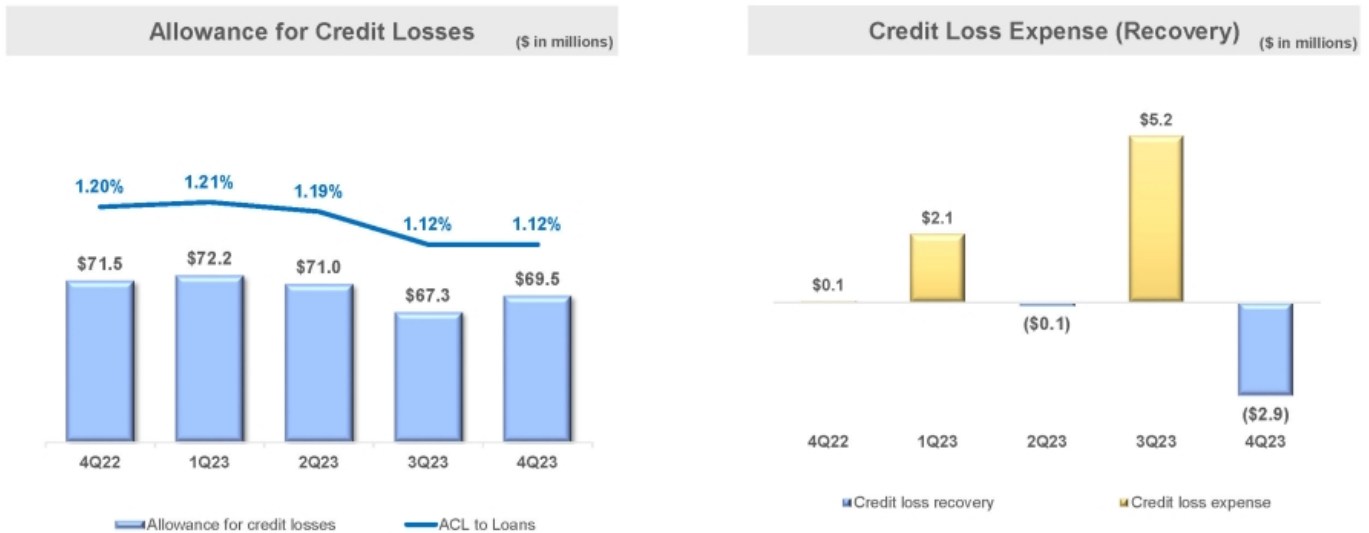 Allowance for Credit Losses ($ in millions)
1.20% 1.21% 1.19% 1.12% 1.12%
$71.5 $72.2 $71.0 $67.3 $69.5
4Q22 1Q23 2Q23 3Q23 4Q23
Allowance for credit losses ACL to Loans
Credit Loss Expense (Recovery) ($ in millions)
$5.2
$2.1
$0.1
($0.1)
($2.9)
4Q22 1Q23 2Q23 3Q23 4Q23
Credit loss recovery Credit loss expense